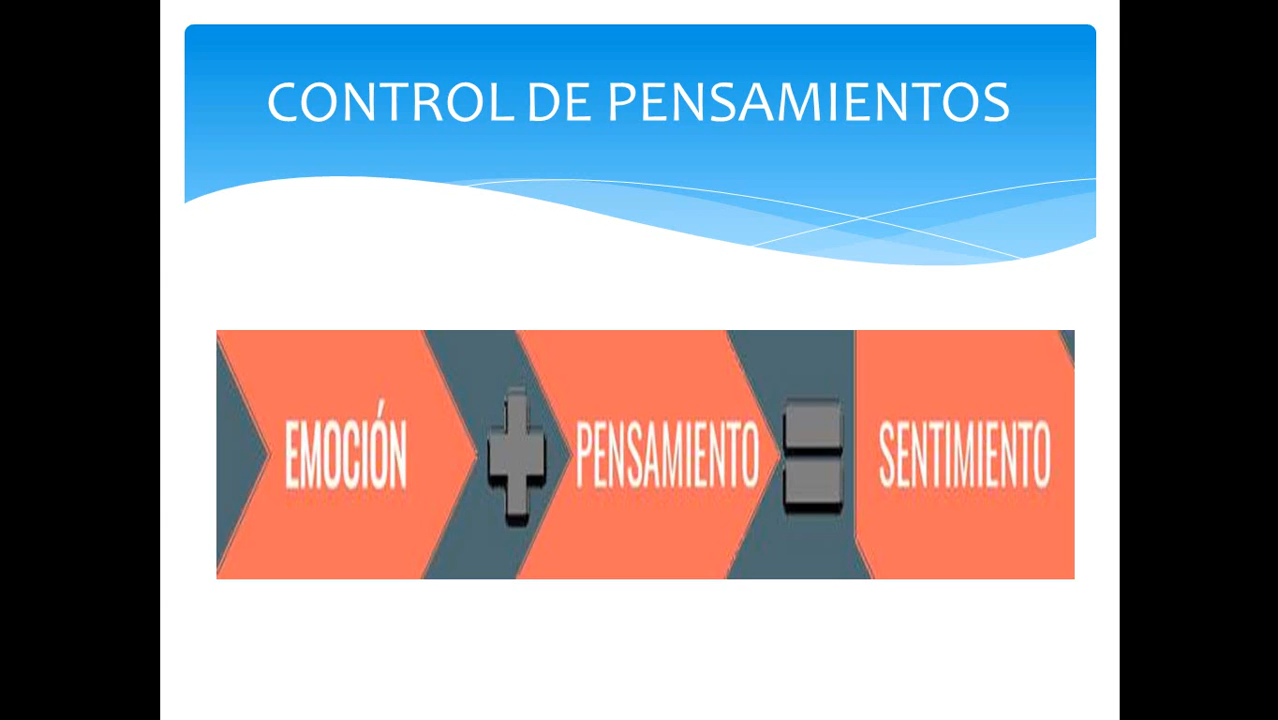 CONTROL DE PENSAMIENTOS
EMOCIÓN + PENSAMIENTO = SENTIMIENTO